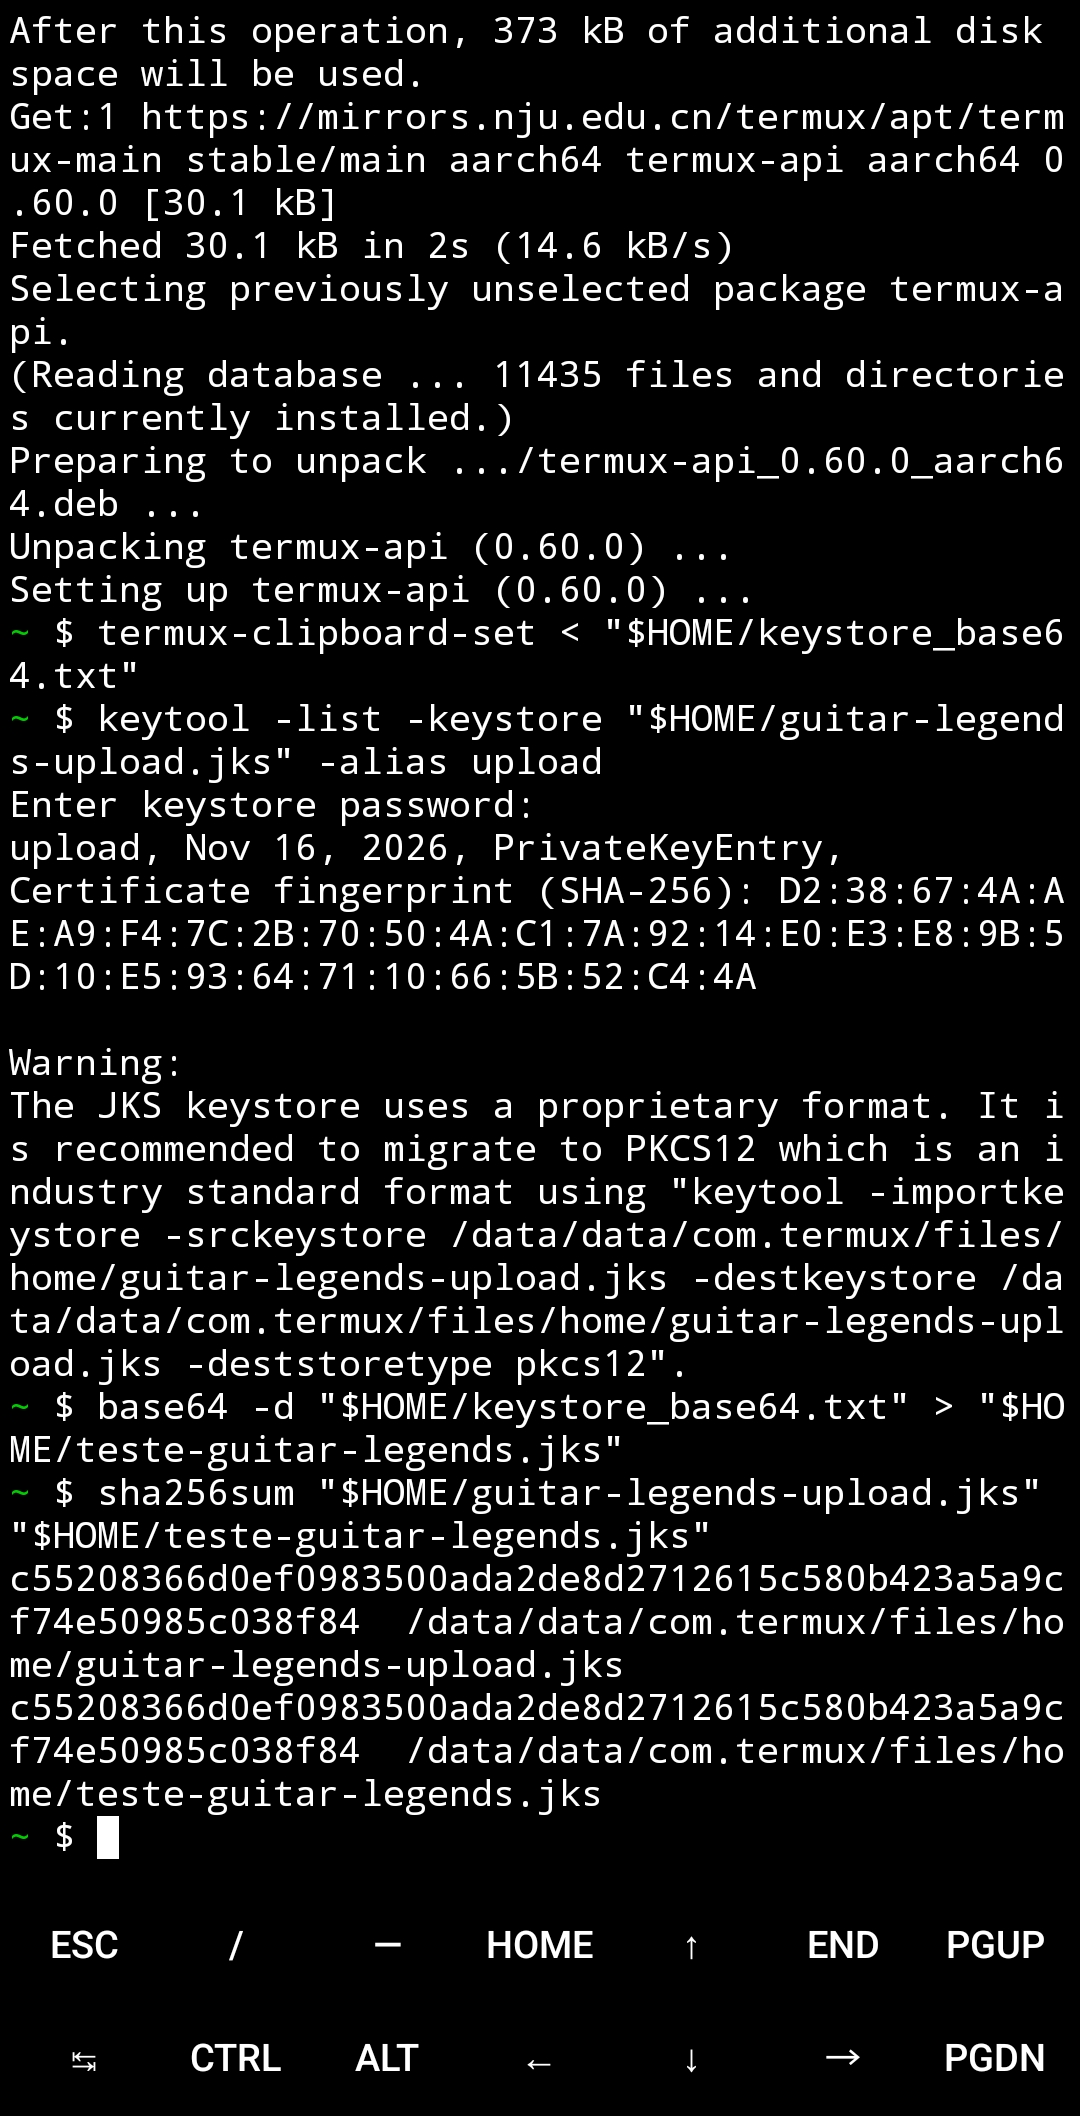 After this operation, 373 kB of additional disk
space will be used.
Get:1 https://mirrors.nju.edu.cn/termux/apt/term
ux-main stable/main aarch64 termux-api aarch64 0
.60.0 [30.1 kB]
Fetched 30.1 kB in 2s (14.6 kB/s)
Selecting previously unselected package termux-a
pi.
(Reading database ... 11435 files and directorie
s currently installed.)
Preparing to unpack .../termux-api_0.60.0_aarch6
4.deb ...
Unpacking termux-api (0.60.0) ...
Setting up termux-api (0.60.0) ...
~ $ termux-clipboard-set < "$HOME/keystore_base6
4.txt"
~ $ keytool -list -keystore "$HOME/guitar-legend
s-upload.jks" -alias upload
Enter keystore password:
upload, Nov 16, 2026, PrivateKeyEntry,
Certificate fingerprint (SHA-256): D2:38:67:4A:A
E:A9:F4:7C:2B:70:50:4A:C1:7A:92:14:E0:E3:E8:9B:5
D:10:E5:93:64:71:10:66:5B:52:C4:4A
Warning:
The JKS keystore uses a proprietary format. It i
s recommended to migrate to PKCS12 which is an i
ndustry standard format using "keytool -importke
ystore -srckeystore /data/data/com.termux/files/
home/guitar-legends-upload.jks -destkeystore /da
ta/data/com.termux/files/home/guitar-legends-upl
oad.jks -deststoretype pkcs12".
~ $ base64 -d "$HOME/keystore_base64.txt" > "$HO
ME/teste-guitar-legends.jks"
~ $ sha256sum "$HOME/guitar-legends-upload.jks"
"$HOME/teste-guitar-legends.jks"
c55208366d0ef0983500ada2de8d2712615c580b423a5a9c
f74e50985c038f84  /data/data/com.termux/files/ho
me/guitar-legends-upload.jks
c55208366d0ef0983500ada2de8d2712615c580b423a5a9c
f74e50985c038f84  /data/data/com.termux/files/ho
me/teste-guitar-legends.jks
~ $
ESC / — HOME ↑ END PGUP
↹ CTRL ALT ← ↓ → PGDN